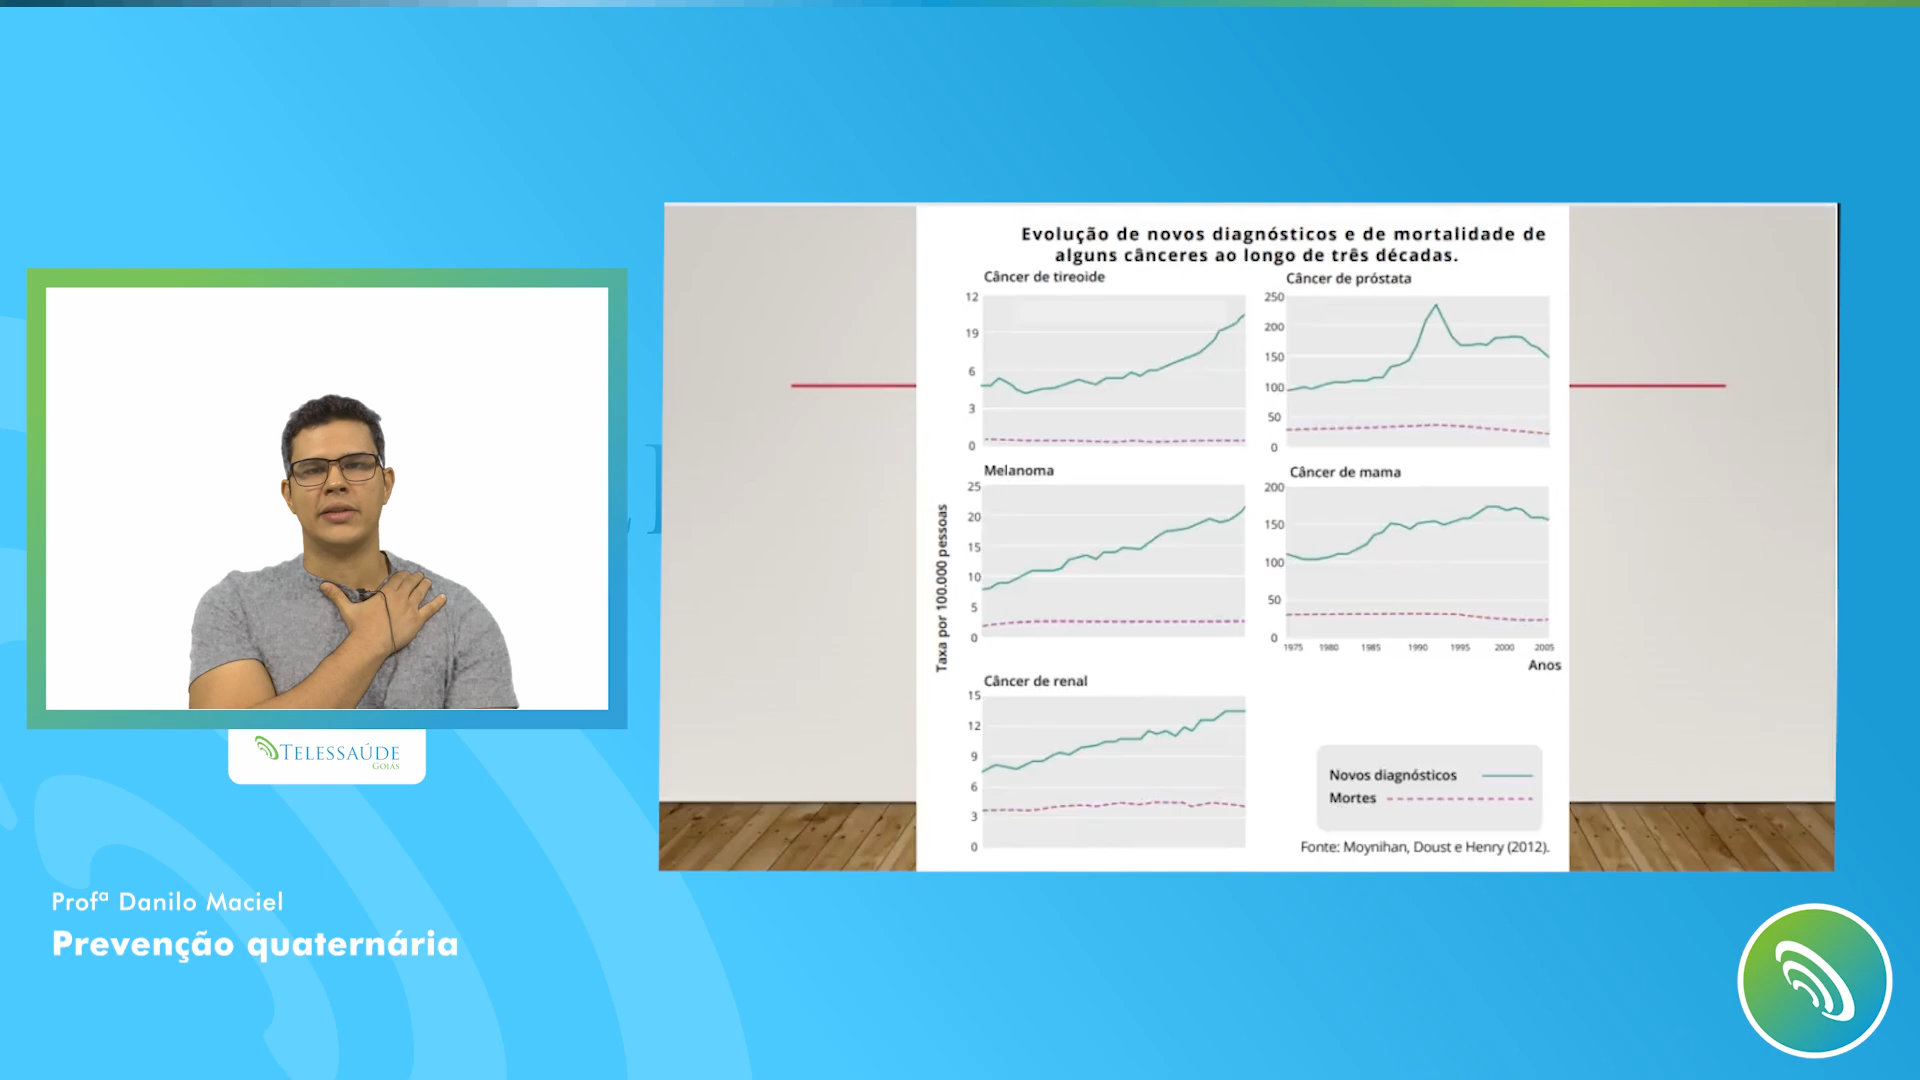 Evolução de novos diagnósticos e de mortalidade de
alguns cânceres ao longo de três décadas.
Câncer de tireoide
12
19
6
3
0
Câncer de próstata
250
200
150
100
50
0
Melanoma
25
20
15
10
5
0
Câncer de mama
200
150
100
50
0
1975 1980 1985 1990 1995 2000 2005
Anos
Taxa por 100.000 pessoas
Câncer de renal
15
12
9
6
3
0
Novos diagnósticos
Mortes
Fonte: Moynihan, Doust e Henry (2012).
TELESSAÚDE
GOIÁS
Profª Danilo Maciel
Prevenção quaternária